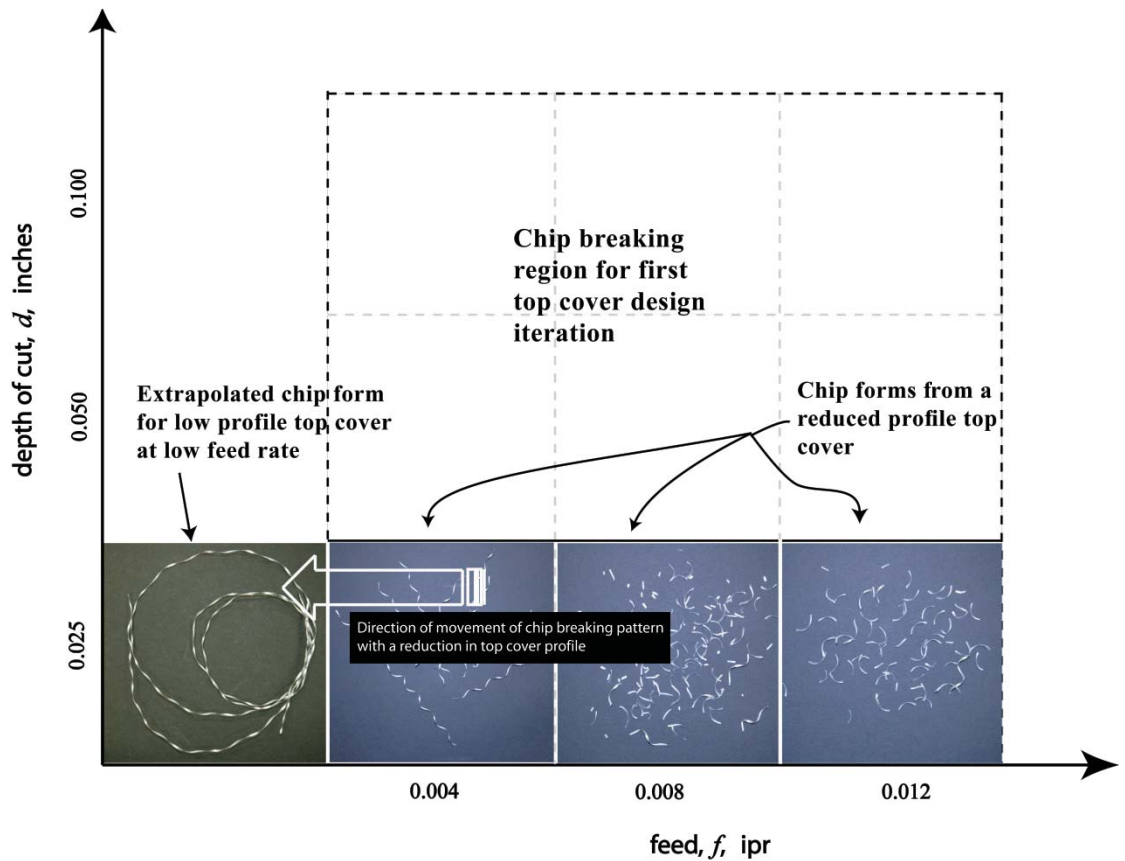 depth of cut, d, inches
0.100
0.050
0.025
Chip breaking
region for first
top cover design
iteration
Extrapolated chip form
for low profile top cover
at low feed rate
Chip forms from a
reduced profile top
cover
Direction of movement of chip breaking pattern
with a reduction in top cover profile
0.004
0.008
0.012
feed, f, ipr